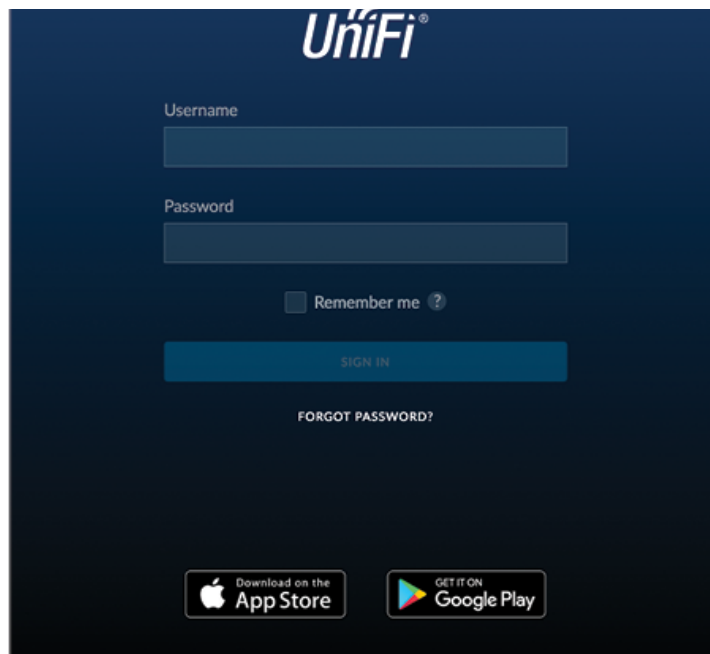 UniFi®
Username
Password
Remember me ?
SIGN IN
FORGOT PASSWORD?
Download on the
App Store
GET IT ON
Google Play